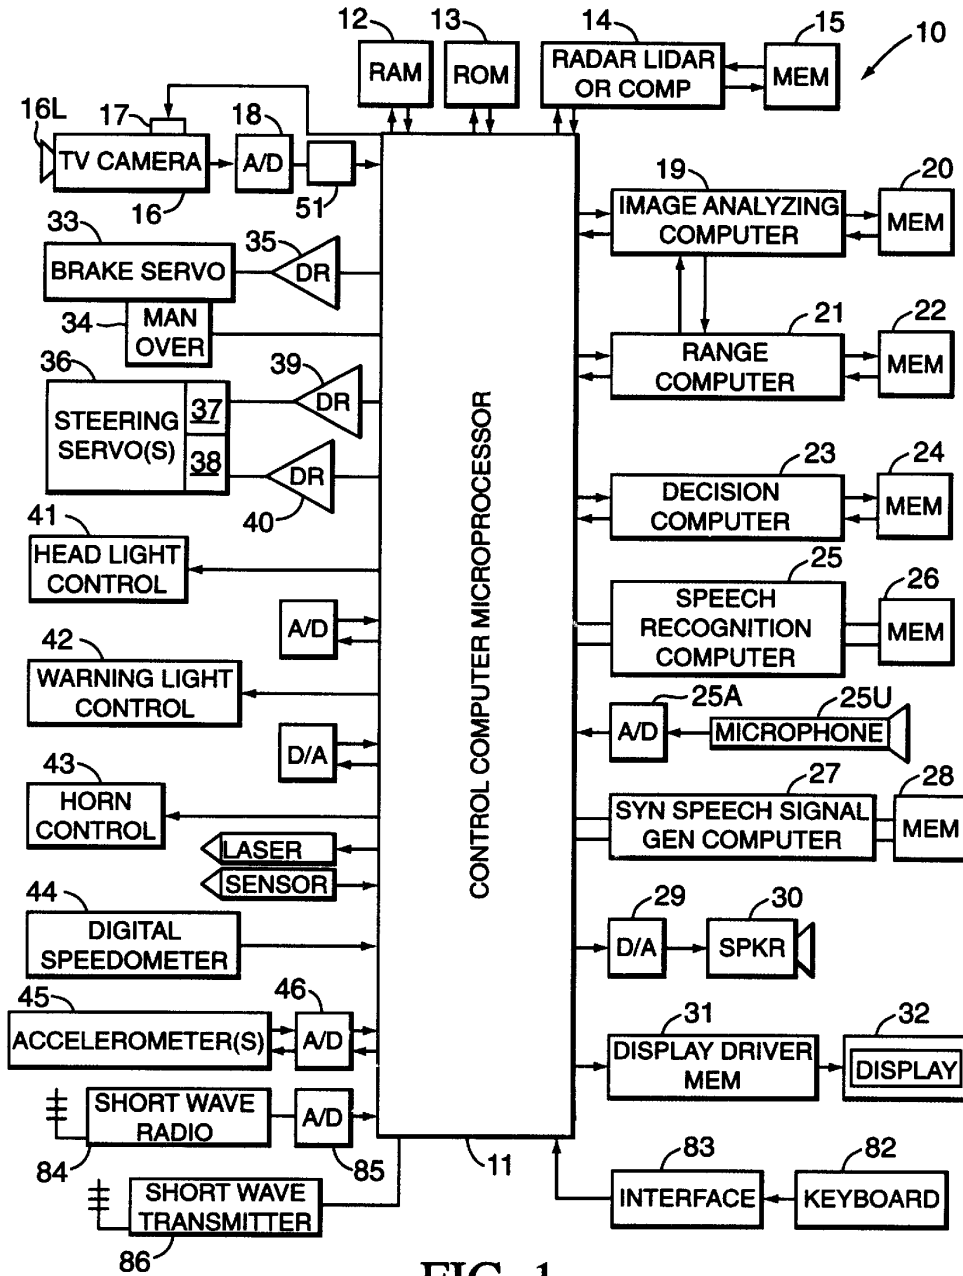 12
13
14
15
10
RAM
ROM
RADAR LIDAR
OR COMP
MEM
16L
17
18
TV CAMERA
A/D
16
51
19
20
IMAGE ANALYZING
COMPUTER
MEM
33
35
BRAKE SERVO
DR
34
MAN
OVER
21
22
RANGE
COMPUTER
MEM
36
39
STEERING
SERVO(S)
37
38
DR
DR
40
CONTROL COMPUTER MICROPROCESSOR
23
24
DECISION
COMPUTER
MEM
41
HEAD LIGHT
CONTROL
A/D
25
26
SPEECH
RECOGNITION
COMPUTER
MEM
42
WARNING LIGHT
CONTROL
D/A
25A
25U
A/D
MICROPHONE
43
HORN
CONTROL
27
28
SYN SPEECH SIGNAL
GEN COMPUTER
MEM
LASER
SENSOR
44
DIGITAL
SPEEDOMETER
29
30
D/A
SPKR
45
46
ACCELEROMETER(S)
A/D
31
32
DISPLAY DRIVER
MEM
DISPLAY
SHORT WAVE
RADIO
A/D
84
85
11
83
82
INTERFACE
KEYBOARD
SHORT WAVE
TRANSMITTER
86
FIG. 1